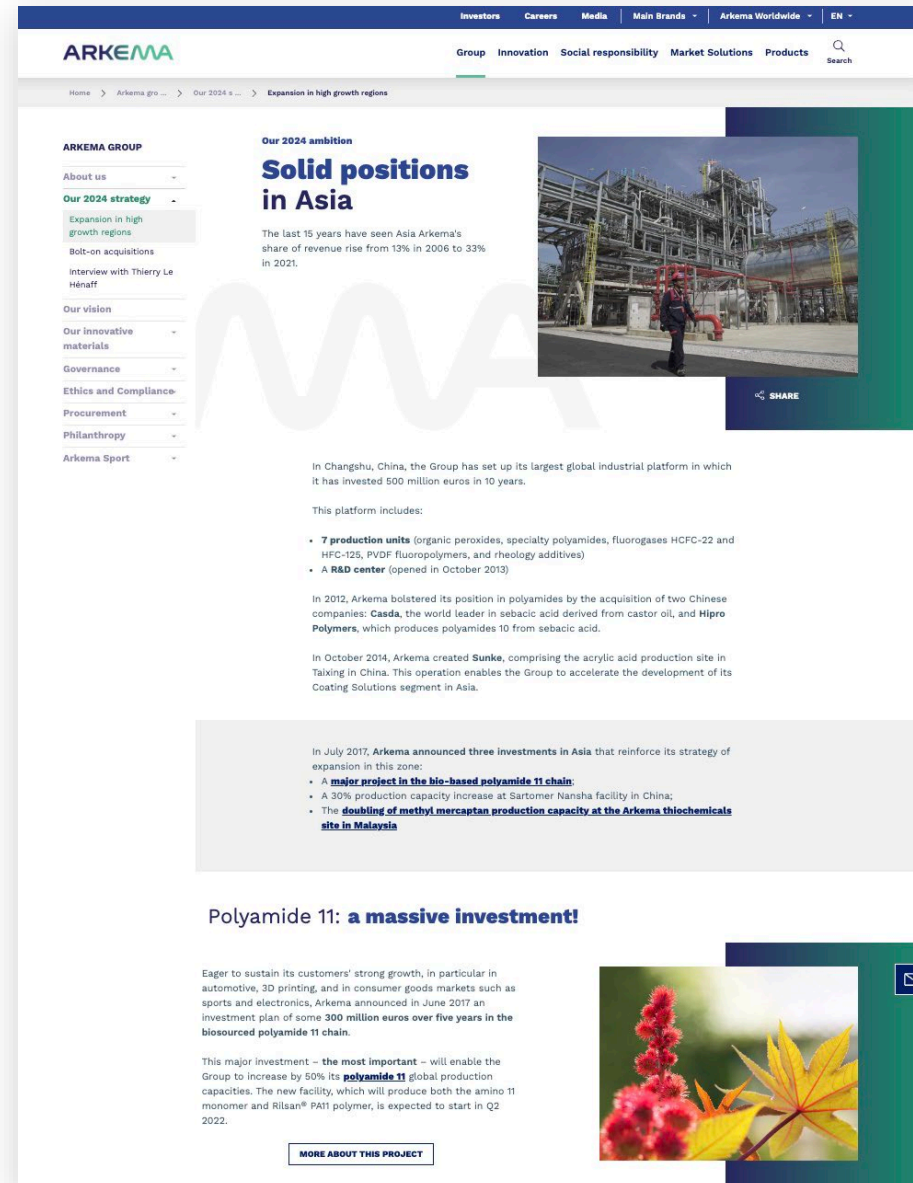 Investors Careers Media Main Brands Arkema Worldwide EN
ARKEMA
Group Innovation Social responsibility Market Solutions Products
Search
Home > Arkema gro ... > Our 2024 s ... > Expansion in high growth regions
ARKEMA GROUP
About us
Our 2024 strategy
Expansion in high
growth regions
Bolt-on acquisitions
Interview with Thierry Le
Hénaff
Our vision
Our innovative
materials
Governance
Ethics and Compliance
Procurement
Philanthropy
Arkema Sport
Our 2024 ambition
Solid positions
in Asia
The last 15 years have seen Asia Arkema's
share of revenue rise from 13% in 2006 to 33%
in 2021.
SHARE
In Changshu, China, the Group has set up its largest global industrial platform in which
it has invested 500 million euros in 10 years.
This platform includes:
• 7 production units (organic peroxides, specialty polyamides, fluorogases HCFC-22 and
HFC-125, PVDF fluoropolymers, and rheology additives)
• A R&D center (opened in October 2013)
In 2012, Arkema bolstered its position in polyamides by the acquisition of two Chinese
companies: Casda, the world leader in sebacic acid derived from castor oil, and Hipro
Polymers, which produces polyamides 10 from sebacic acid.
In October 2014, Arkema created Sunke, comprising the acrylic acid production site in
Taixing in China. This operation enables the Group to accelerate the development of its
Coating Solutions segment in Asia.
In July 2017, Arkema announced three investments in Asia that reinforce its strategy of
expansion in this zone:
• A major project in the bio-based polyamide 11 chain;
• A 30% production capacity increase at Sartomer Nansha facility in China;
• The doubling of methyl mercaptan production capacity at the Arkema thiochemicals
site in Malaysia
Polyamide 11: a massive investment!
Eager to sustain its customers' strong growth, in particular in
automotive, 3D printing, and in consumer goods markets such as
sports and electronics, Arkema announced in June 2017 an
investment plan of some 300 million euros over five years in the
biosourced polyamide 11 chain.
This major investment – the most important – will enable the
Group to increase by 50% its polyamide 11 global production
capacities. The new facility, which will produce both the amino 11
monomer and Rilsan® PA11 polymer, is expected to start in Q2
2022.
MORE ABOUT THIS PROJECT